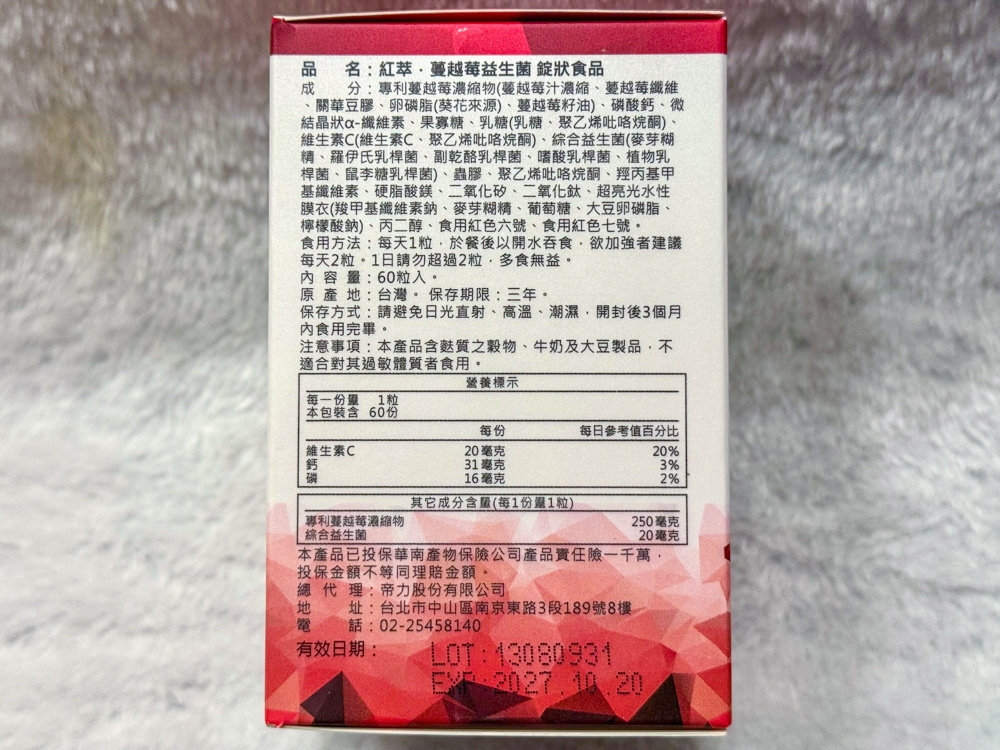 品　　名：紅萃．蔓越莓益生菌 錠狀食品
成　　分：專利蔓越莓濃縮物(蔓越莓汁濃縮、蔓越莓纖維
、關華豆膠、卵磷脂(葵花來源)、蔓越莓籽油)、磷酸鈣、微
結晶狀α-纖維素、果寡糖、乳糖(乳糖、聚乙烯吡咯烷酮)、
維生素C(維生素C、聚乙烯吡咯烷酮)、綜合益生菌(麥芽糊
精、羅伊氏乳桿菌、副乾酪乳桿菌、嗜酸乳桿菌、植物乳
桿菌、鼠李糖乳桿菌)、蟲膠、聚乙烯吡咯烷酮、羥丙基甲
基纖維素、硬脂酸鎂、二氧化矽、二氧化鈦、超亮光水性
膜衣(羧甲基纖維素鈉、麥芽糊精、葡萄糖、大豆卵磷脂、
檸檬酸鈉)、丙二醇、食用紅色六號、食用紅色七號。
食用方法：每天1粒，於餐後以開水吞食，欲加強者建議
每天2粒。1日請勿超過2粒，多食無益。
內 容 量：60粒入。
原 產 地：台灣。保存期限：三年。
保存方式：請避免日光直射、高溫、潮濕，開封後3個月
內食用完畢。
注意事項：本產品含麩質之穀物、牛奶及大豆製品，不
適合對其過敏體質者食用。
營養標示
每一份量　1粒
本包裝含　60份
每份　每日參考值百分比
維生素C　20毫克　20%
鈣　31毫克　3%
磷　16毫克　2%
其它成分含量(每1份量1粒)
專利蔓越莓濃縮物　250毫克
綜合益生菌　20毫克
本產品已投保華南產物保險公司產品責任險一千萬，
投保金額不等同理賠金額。
總 代 理：帝力股份有限公司
地　　址：台北市中山區南京東路3段189號8樓
電　　話：02-25458140
有效日期：
LOT:13080931
EXP:2027.10.20